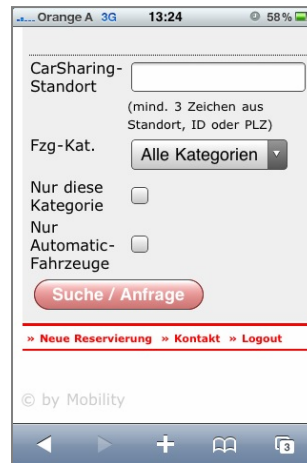 Orange A 3G 13:24 58%
CarSharing-
Standort
(mind. 3 Zeichen aus
Standort, ID oder PLZ)
Fzg-Kat.
Alle Kategorien
Nur diese
Kategorie
Nur
Automatic-
Fahrzeuge
Suche / Anfrage
» Neue Reservierung » Kontakt » Logout
© by Mobility
3